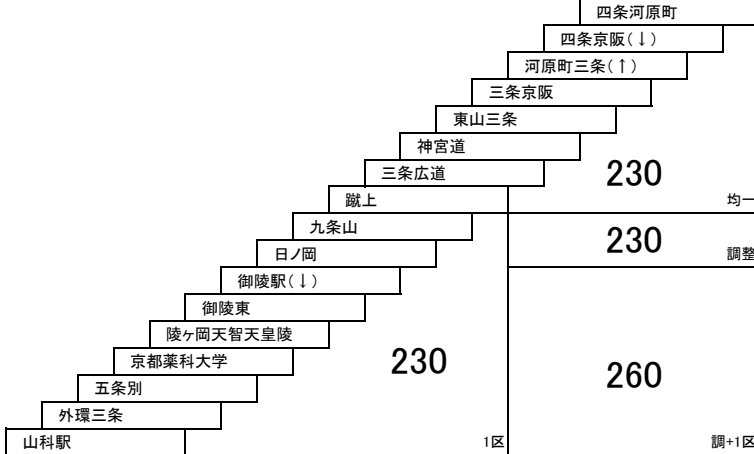 四条河原町
四条京阪(↓)
河原町三条(↑)
三条京阪
東山三条
神宮道
三条広道
230
蹴上
均一
九条山
230
調整
日ノ岡
御陵駅(↓)
御陵東
陵ヶ岡天智天皇陵
京都薬科大学
230
260
五条別
外環三条
山科駅
1区
調+1区